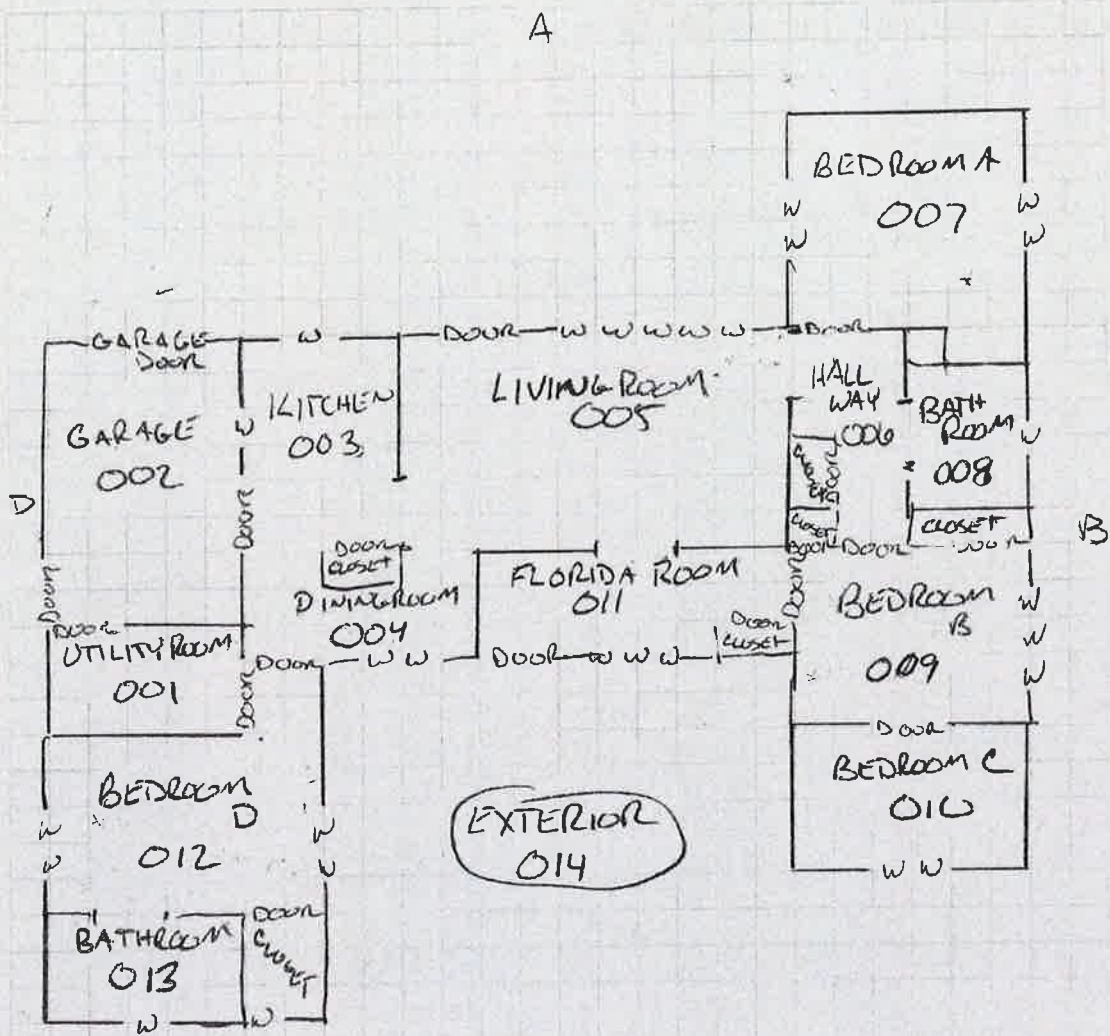 A
BEDROOM A
007
W
W
W
W
GARAGE
DOOR
W
DOOR
W W W W W
DOOR
GARAGE
002
W
KITCHEN
003
LIVING ROOM
005
HALL
WAY
006
BATH
ROOM
008
W
D
DOOR
CLOSET
DOOR
CLOSET
DOOR
DOOR
CLOSET
DOOR
B
DOOR
CLOSET
DINING ROOM
004
FLORIDA ROOM
011
DOOR
DOOR
BEDROOM
B
009
W
W
W
W
DOOR
DOOR
UTILITY ROOM
001
DOOR
DOOR
W W
DOOR
W W W
DOOR
CLOSET
DOOR
BEDROOM C
010
W W
BEDROOM
D
012
W
W
W
W
EXTERIOR
014
BATHROOM
013
DOOR
CLOSET
W
W